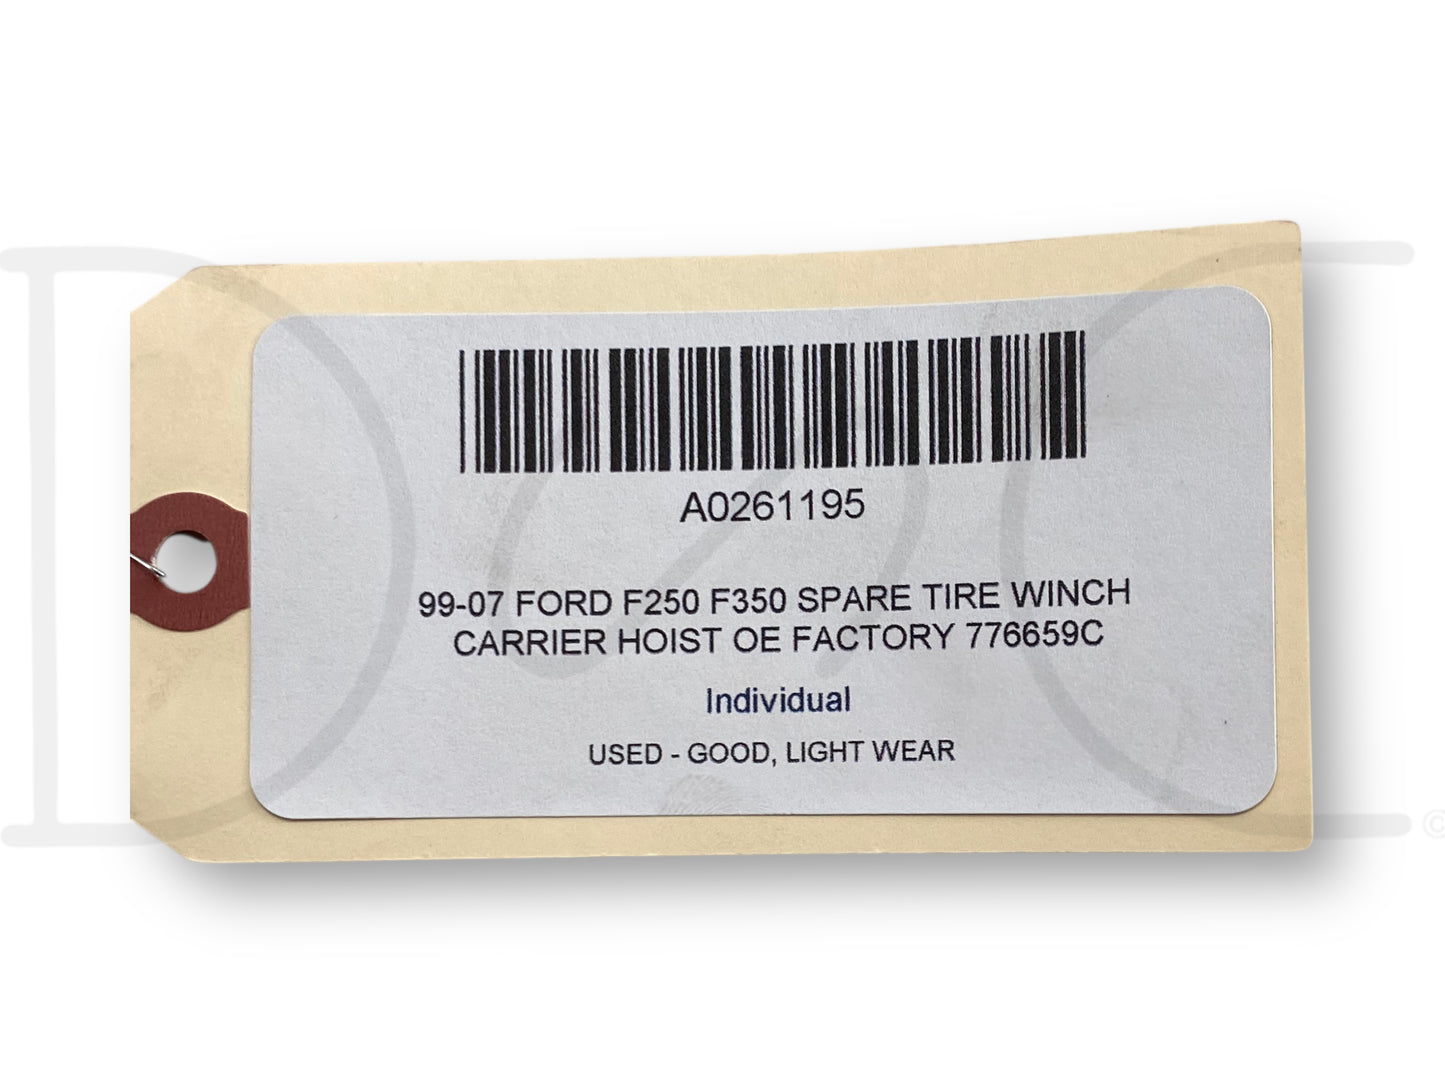 A0261195
99-07 FORD F250 F350 SPARE TIRE WINCH
CARRIER HOIST OE FACTORY 776659C
Individual
USED - GOOD, LIGHT WEAR